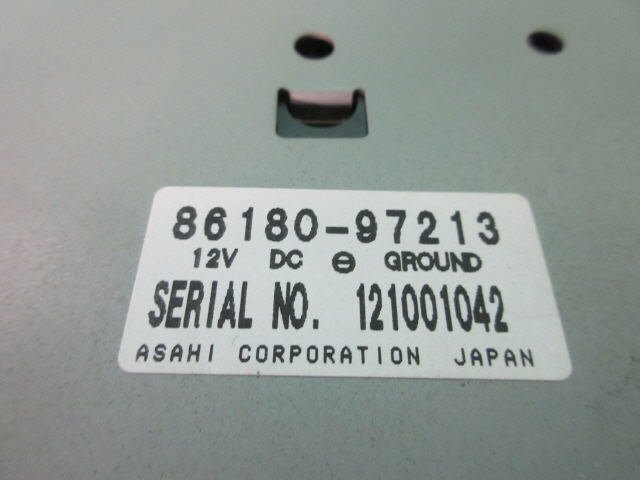 86180-97213
12V DC ⊖ GROUND
SERIAL NO. 121001042
ASAHI CORPORATION JAPAN